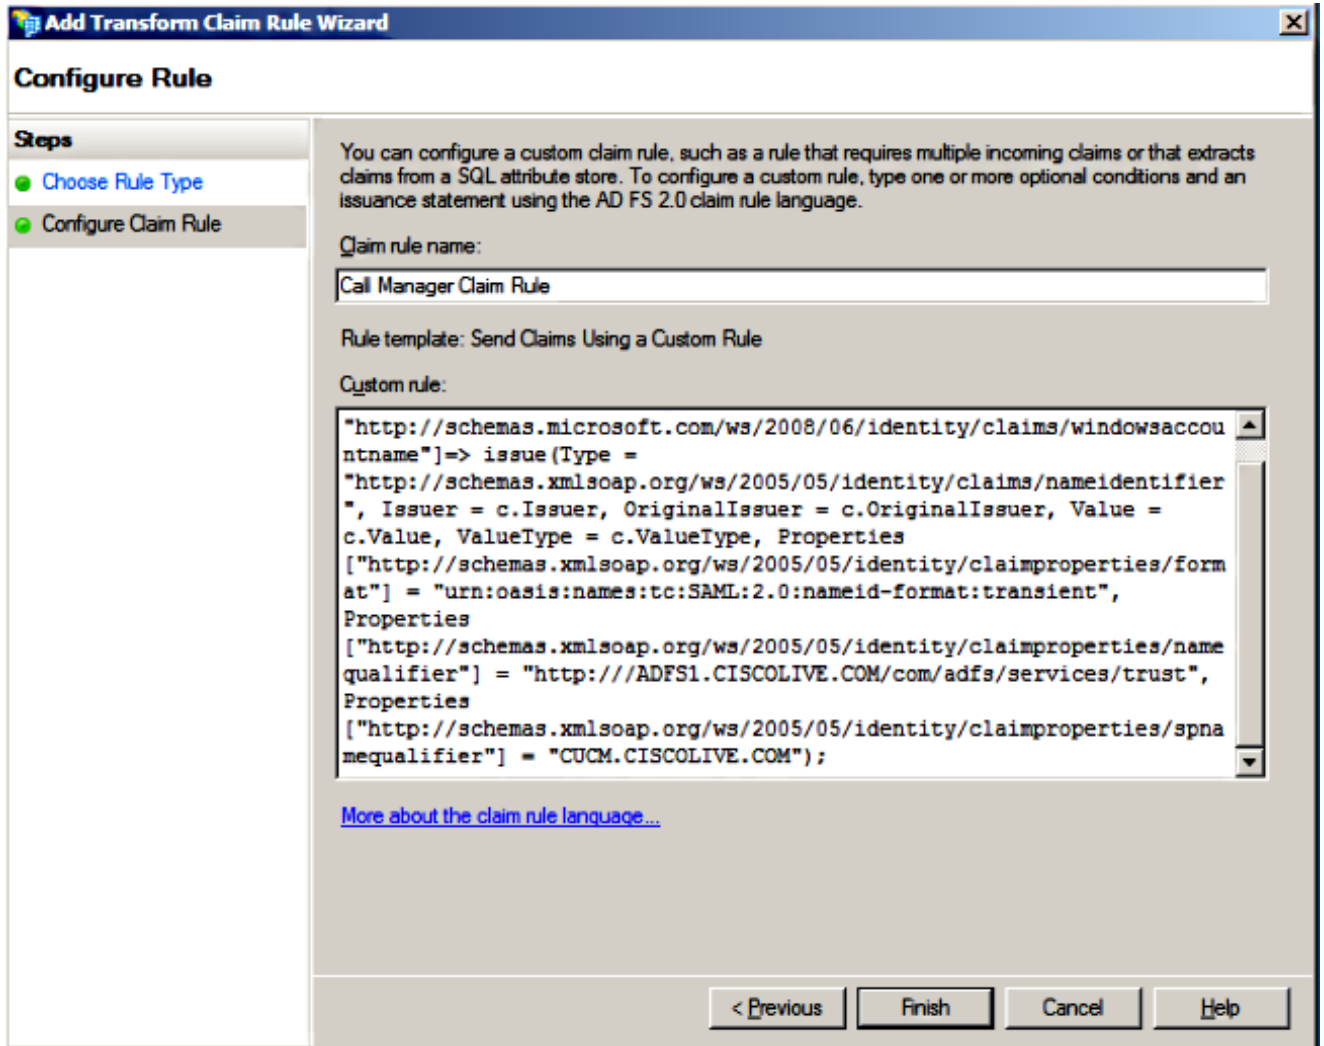 Add Transform Claim Rule Wizard
Configure Rule
Steps
Choose Rule Type
Configure Claim Rule
You can configure a custom claim rule, such as a rule that requires multiple incoming claims or that extracts
claims from a SQL attribute store. To configure a custom rule, type one or more optional conditions and an
issuance statement using the AD FS 2.0 claim rule language.
Claim rule name:
Call Manager Claim Rule
Rule template: Send Claims Using a Custom Rule
Custom rule:
"http://schemas.microsoft.com/ws/2008/06/identity/claims/windowsaccou
ntname"]=> issue(Type =
"http://schemas.xmlsoap.org/ws/2005/05/identity/claims/nameidentifier
", Issuer = c.Issuer, OriginalIssuer = c.OriginalIssuer, Value =
c.Value, ValueType = c.ValueType, Properties
["http://schemas.xmlsoap.org/ws/2005/05/identity/claimproperties/form
at"] = "urn:oasis:names:tc:SAML:2.0:nameid-format:transient",
Properties
["http://schemas.xmlsoap.org/ws/2005/05/identity/claimproperties/name
qualifier"] = "http:///ADFS1.CISCOLIVE.COM/com/adfs/services/trust",
Properties
["http://schemas.xmlsoap.org/ws/2005/05/identity/claimproperties/spna
mequalifier"] = "CUCM.CISCOLIVE.COM");
More about the claim rule language...
< Previous
Finish
Cancel
Help